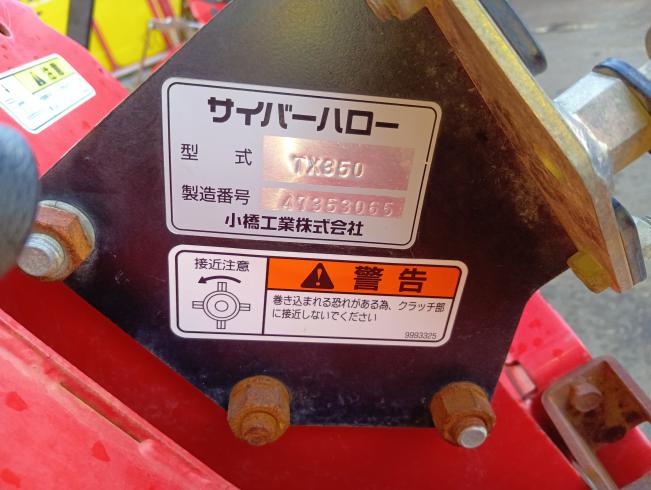 サイバーハロー
型 式 TX350
製造番号 47353065
小橋工業株式会社
接近注意
警告
巻き込まれる恐れがある為、クラッチ部
に接近しないでください
9993325
注意